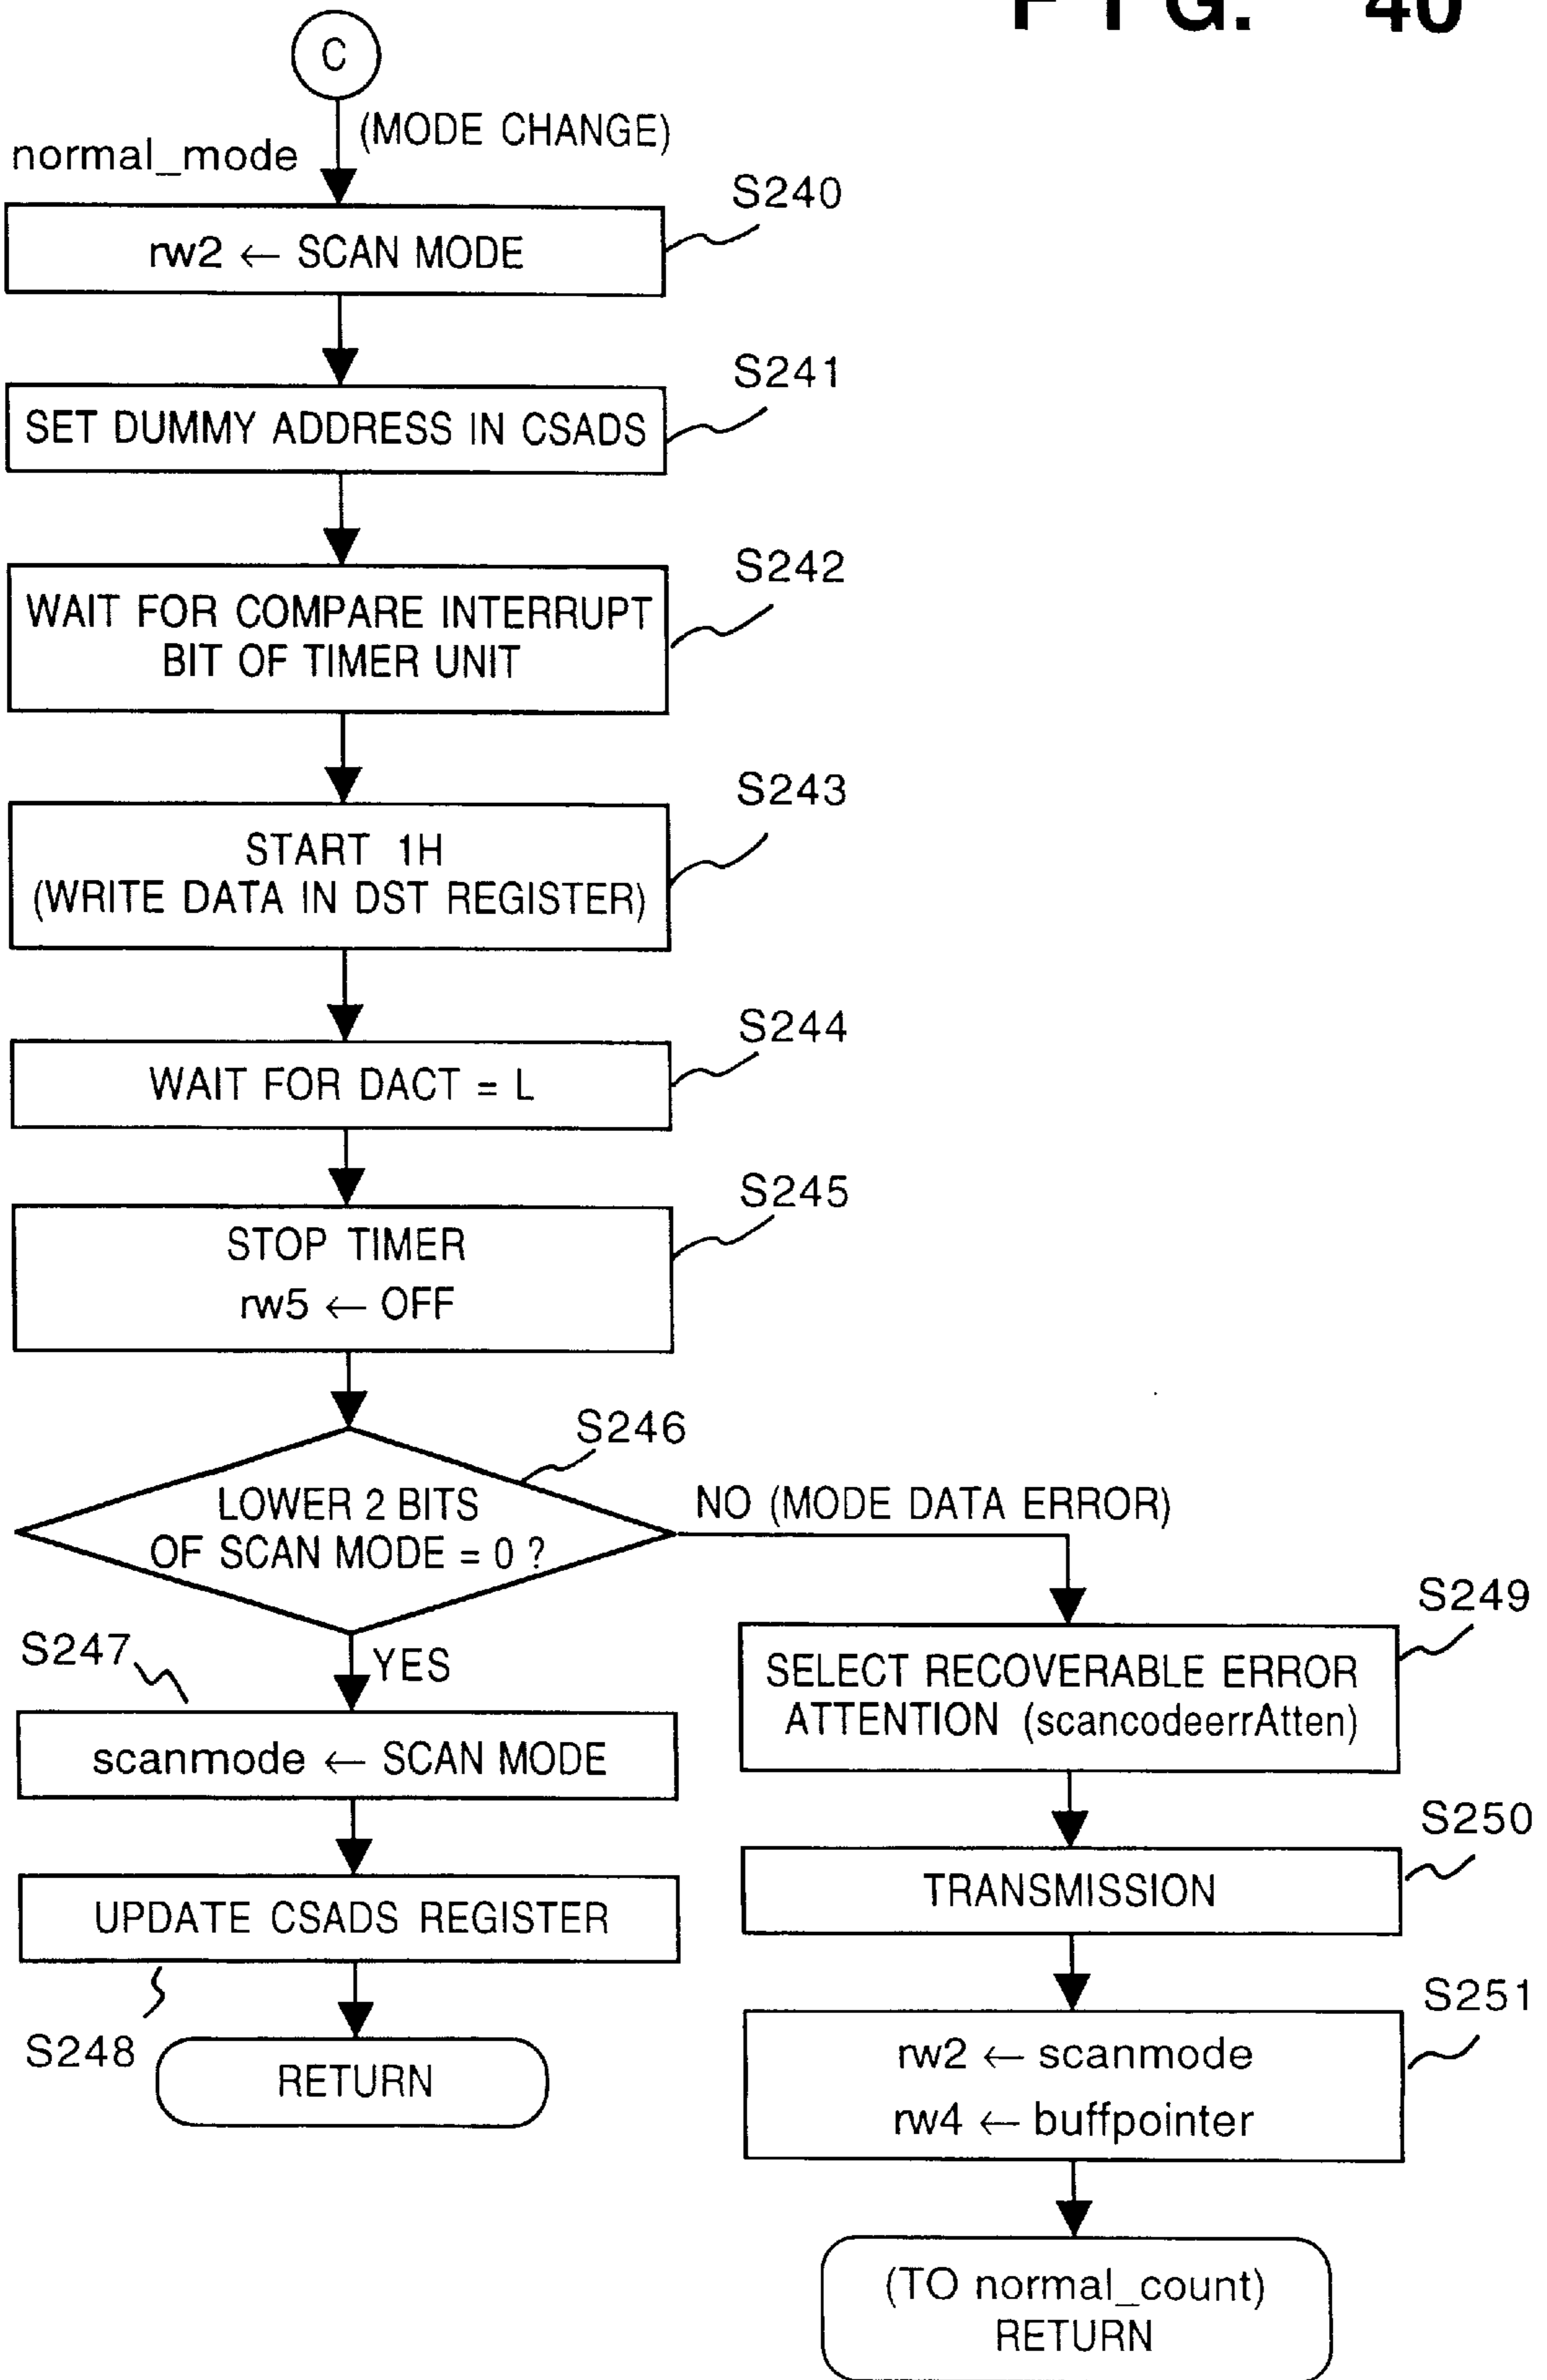 FIG. 40
C
(MODE CHANGE)
normal_mode
S240
rw2 ← SCAN MODE
S241
SET DUMMY ADDRESS IN CSADS
S242
WAIT FOR COMPARE INTERRUPT
BIT OF TIMER UNIT
S243
START 1H
(WRITE DATA IN DST REGISTER)
S244
WAIT FOR DACT = L
S245
STOP TIMER
rw5 ← OFF
S246
LOWER 2 BITS
OF SCAN MODE = 0 ?
NO (MODE DATA ERROR)
S247
YES
scanmode ← SCAN MODE
UPDATE CSADS REGISTER
S248
RETURN
S249
SELECT RECOVERABLE ERROR
ATTENTION (scancodeerrAtten)
S250
TRANSMISSION
S251
rw2 ← scanmode
rw4 ← buffpointer
(TO normal_count)
RETURN